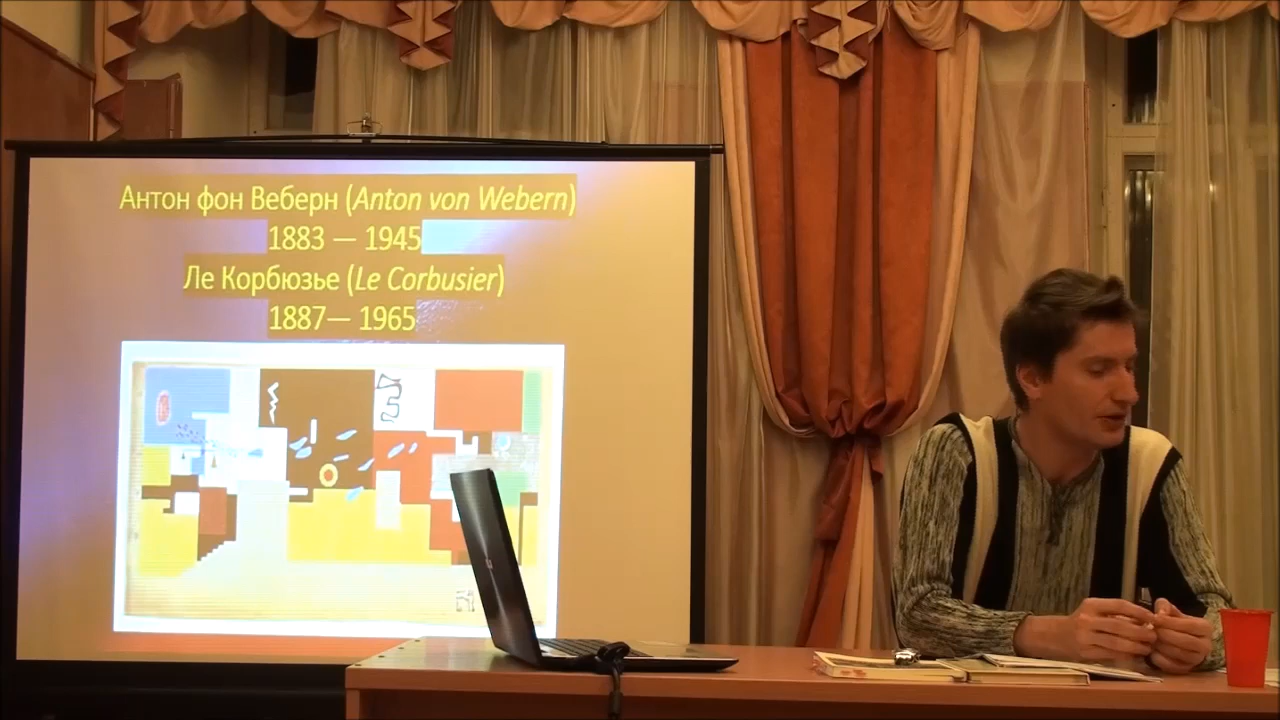 Антон фон Веберн (Anton von Webern)
1883 — 1945
Ле Корбюзье (Le Corbusier)
1887— 1965